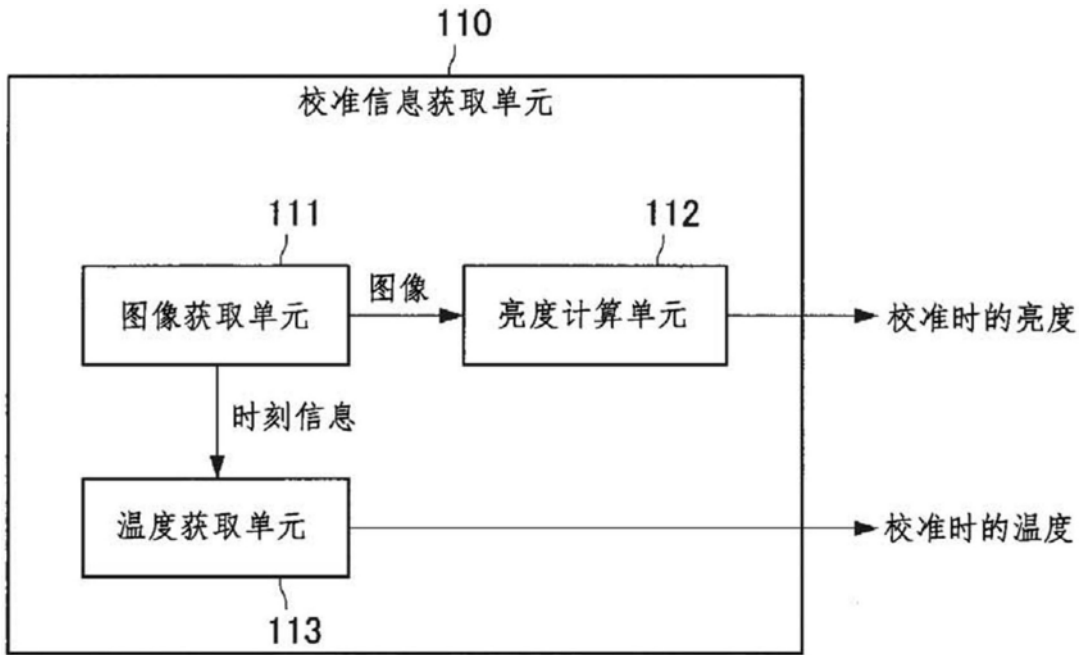 110
校准信息获取单元
111
112
图像获取单元
图像
亮度计算单元
校准时的亮度
时刻信息
温度获取单元
校准时的温度
113